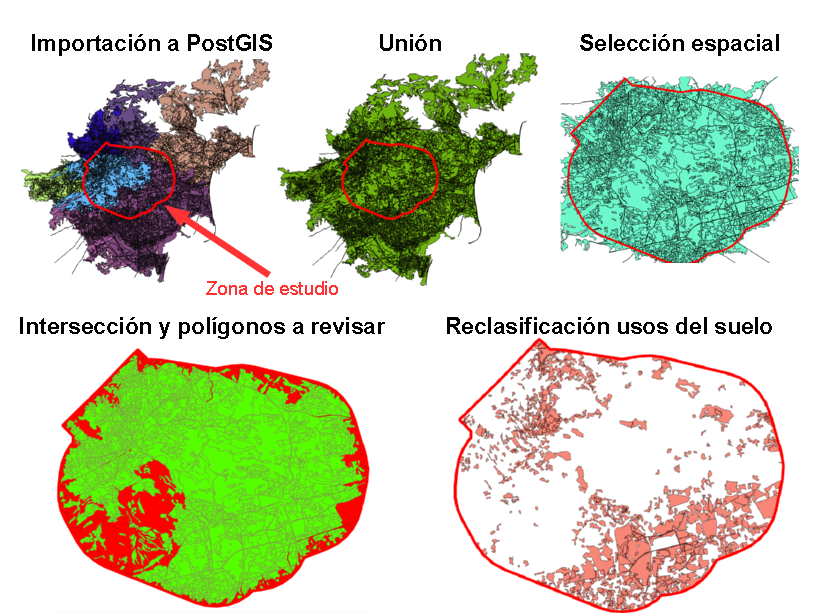 Importación a PostGIS
Unión
Selección espacial
Zona de estudio
Intersección y polígonos a revisar
Reclasificación usos del suelo